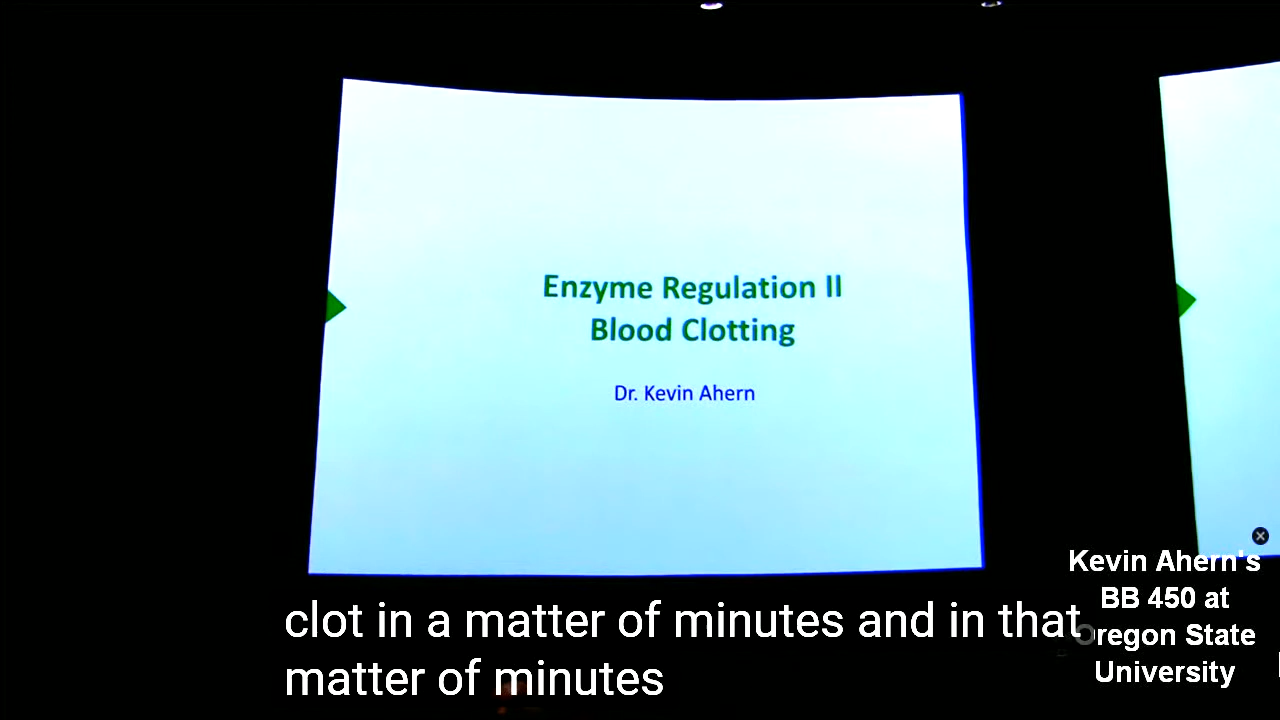 Enzyme Regulation II
Blood Clotting
Dr. Kevin Ahern
clot in a matter of minutes and in that
matter of minutes
Kevin Ahern's
BB 450 at
Oregon State
University